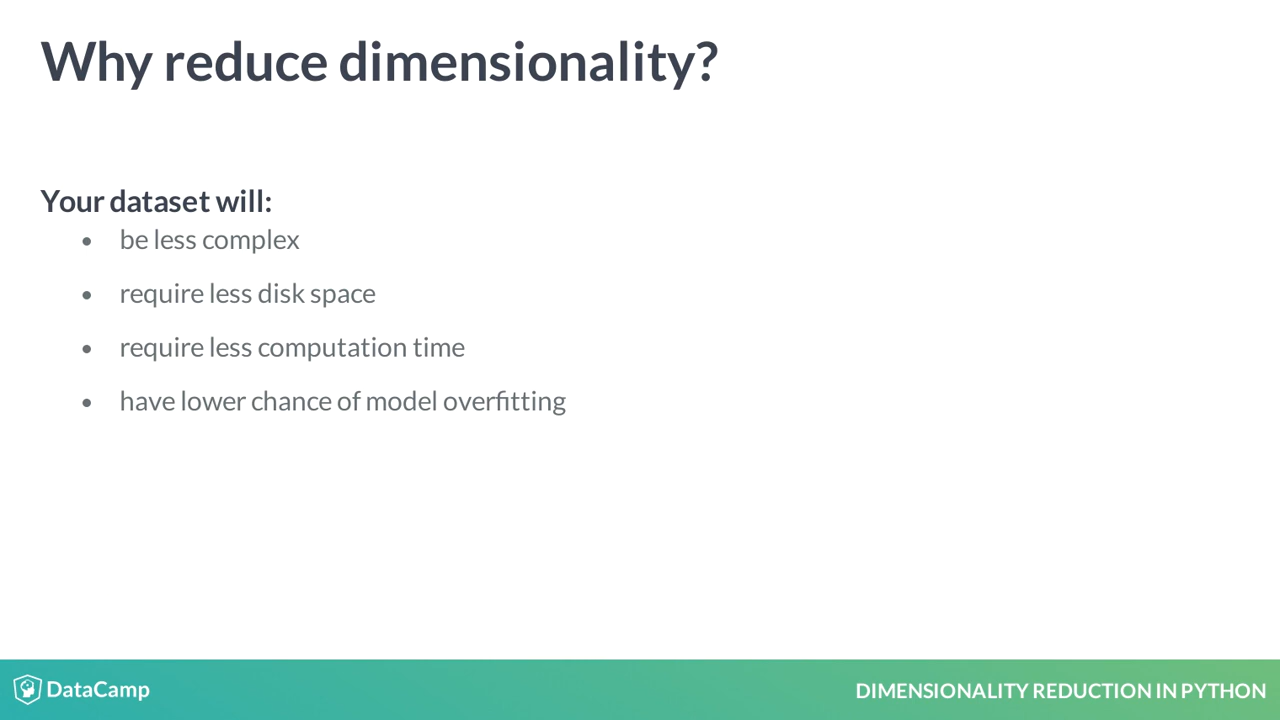 Why reduce dimensionality?
Your dataset will:
• be less complex
• require less disk space
• require less computation time
• have lower chance of model overfitting
DataCamp
DIMENSIONALITY REDUCTION IN PYTHON